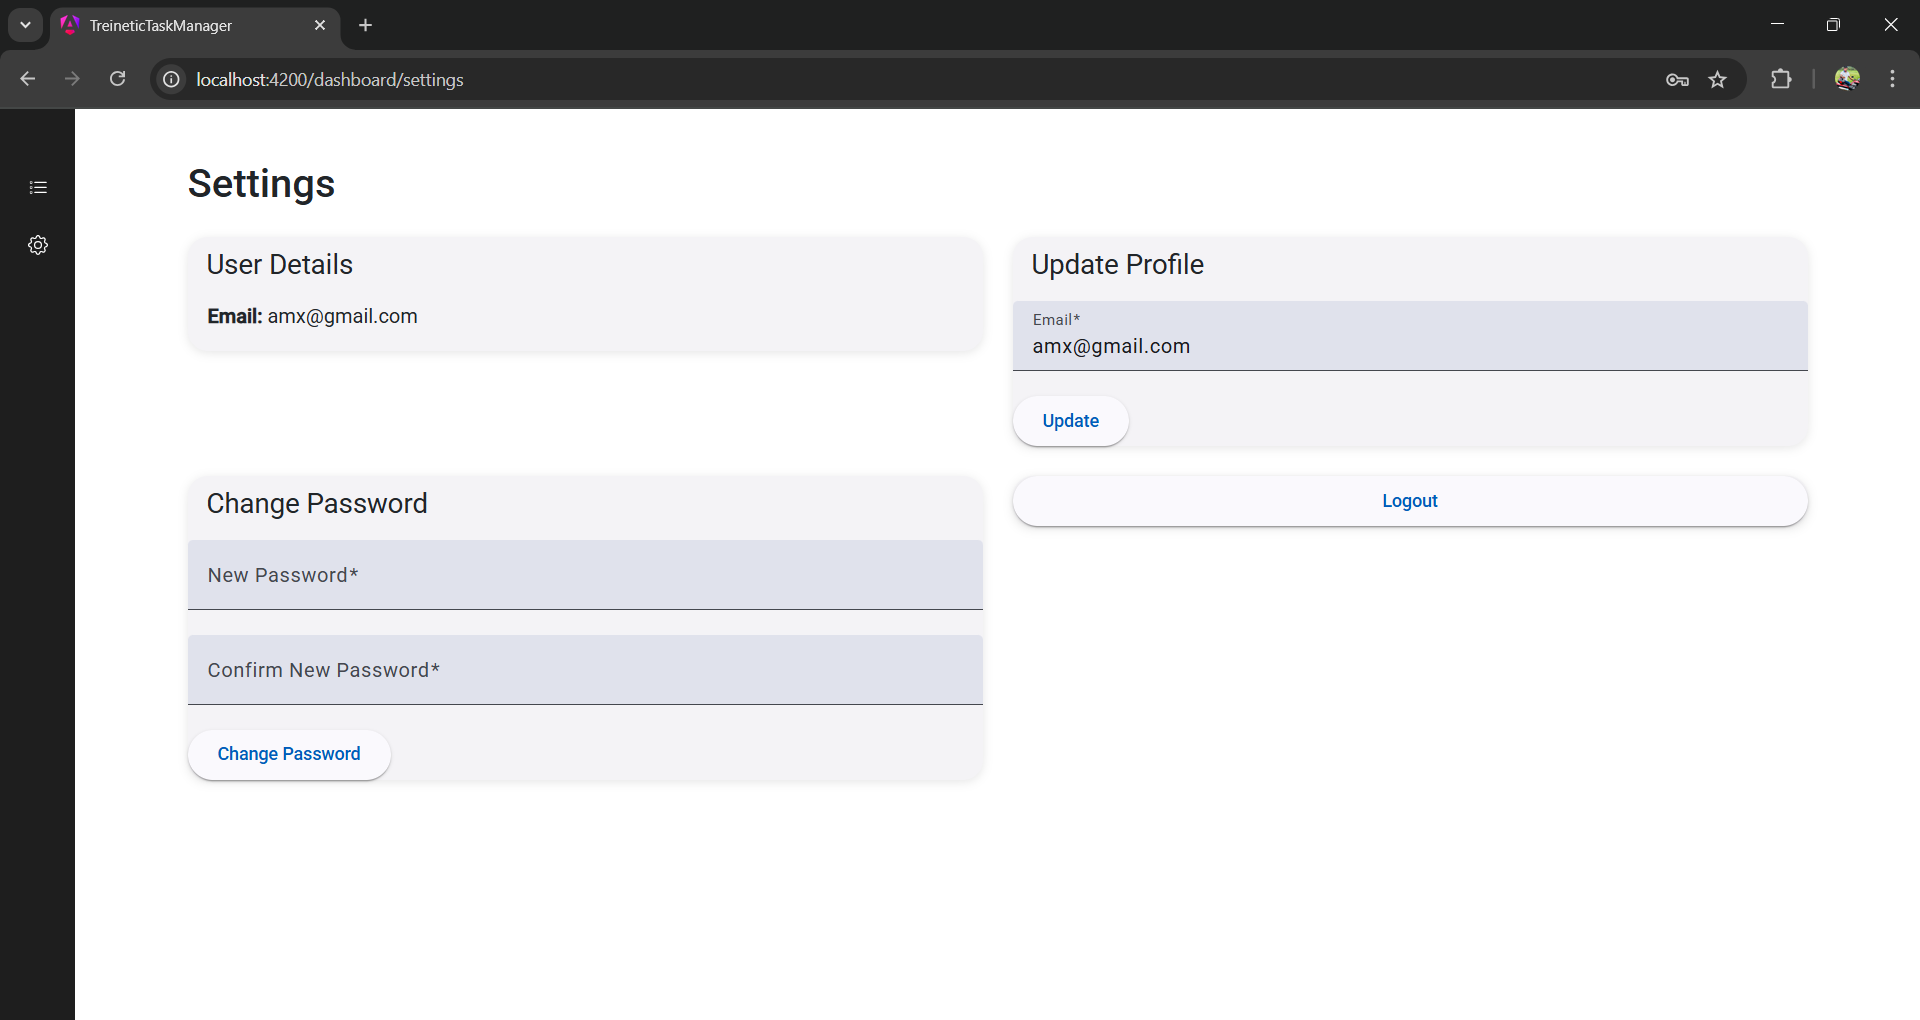 TreineticTaskManager
localhost:4200/dashboard/settings
Settings
User Details
Email: amx@gmail.com
Update Profile
Email*
amx@gmail.com
Update
Change Password
New Password*
Confirm New Password*
Change Password
Logout